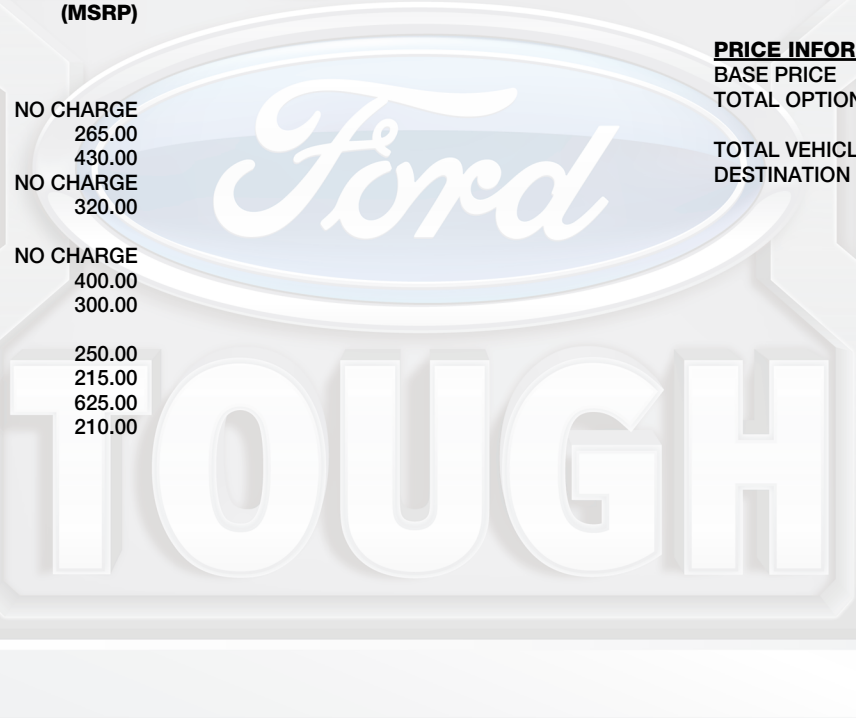 (MSRP)
NO CHARGE
265.00
430.00
NO CHARGE
320.00
NO CHARGE
400.00
300.00
250.00
215.00
625.00
210.00
PRICE INFOR
BASE PRICE
TOTAL OPTION
TOTAL VEHICL
DESTINATION
Ford
TOUGH